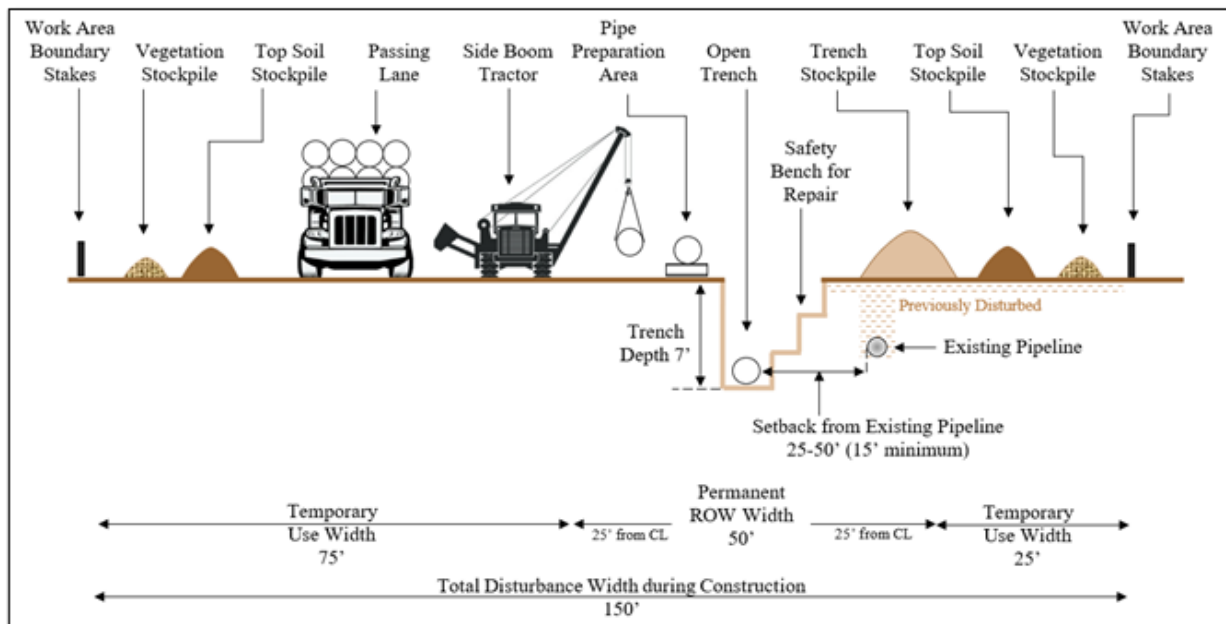 Work Area
Boundary
Stakes
Vegetation
Stockpile
Top Soil
Stockpile
Passing
Lane
Side Boom
Tractor
Pipe
Preparation
Area
Open
Trench
Trench
Stockpile
Top Soil
Stockpile
Vegetation
Stockpile
Work Area
Boundary
Stakes
Safety
Bench for
Repair
Previously Disturbed
Trench
Depth 7’
Existing Pipeline
Setback from Existing Pipeline
25-50’ (15’ minimum)
Temporary
Use Width
75’
25’ from CL
Permanent
ROW Width
50’
25’ from CL
Temporary
Use Width
25’
Total Disturbance Width during Construction
150’